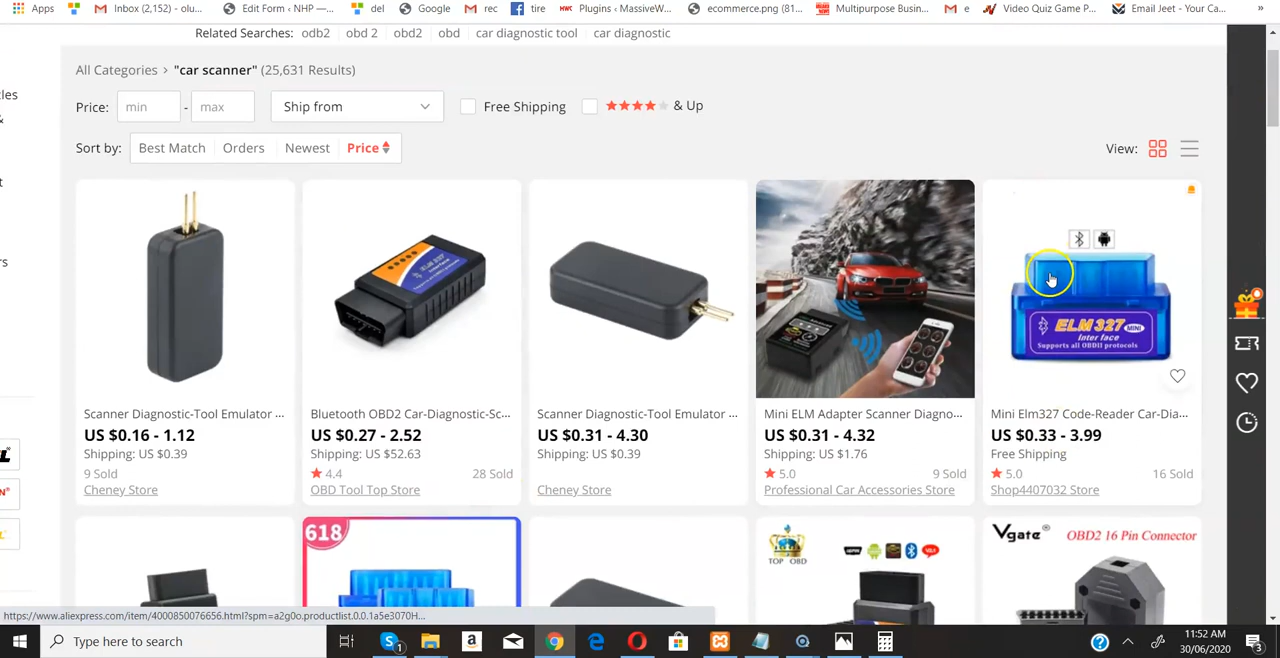 Apps
Inbox (2,152) - olu...
Edit Form ‹ NHP —...
del
Google
rec
tire
Plugins ‹ MassiveW...
ecommerce.png (81...
Multipurpose Busin...
e
Video Quiz Game P...
Email Jeet - Your Ca...
»
Related Searches: odb2 obd 2 obd2 obd car diagnostic tool car diagnostic
All Categories > "car scanner" (25,631 Results)
Price: min - max Ship from Free Shipping & Up
Sort by: Best Match Orders Newest Price View:
ELM327
Interface
ELM327 MINI
Interface
Supports all OBDII protocols
Scanner Diagnostic-Tool Emulator ...
US $0.16 - 1.12
Shipping: US $0.39
9 Sold
Cheney Store
Bluetooth OBD2 Car-Diagnostic-Sc...
US $0.27 - 2.52
Shipping: US $52.63
4.4 28 Sold
OBD Tool Top Store
Scanner Diagnostic-Tool Emulator ...
US $0.31 - 4.30
Shipping: US $0.39
Cheney Store
Mini ELM Adapter Scanner Diagno...
US $0.31 - 4.32
Shipping: US $1.76
5.0 9 Sold
Professional Car Accessories Store
Mini Elm327 Code-Reader Car-Dia...
US $0.33 - 3.99
Free Shipping
5.0 16 Sold
Shop4407032 Store
618
TOP OBD
Vgate® OBD2 16 Pin Connector
https://www.aliexpress.com/item/4000850076656.html?spm=a2g0o.productlist.0.0.1a5e3070H...
Type here to search
11:52 AM
30/06/2020